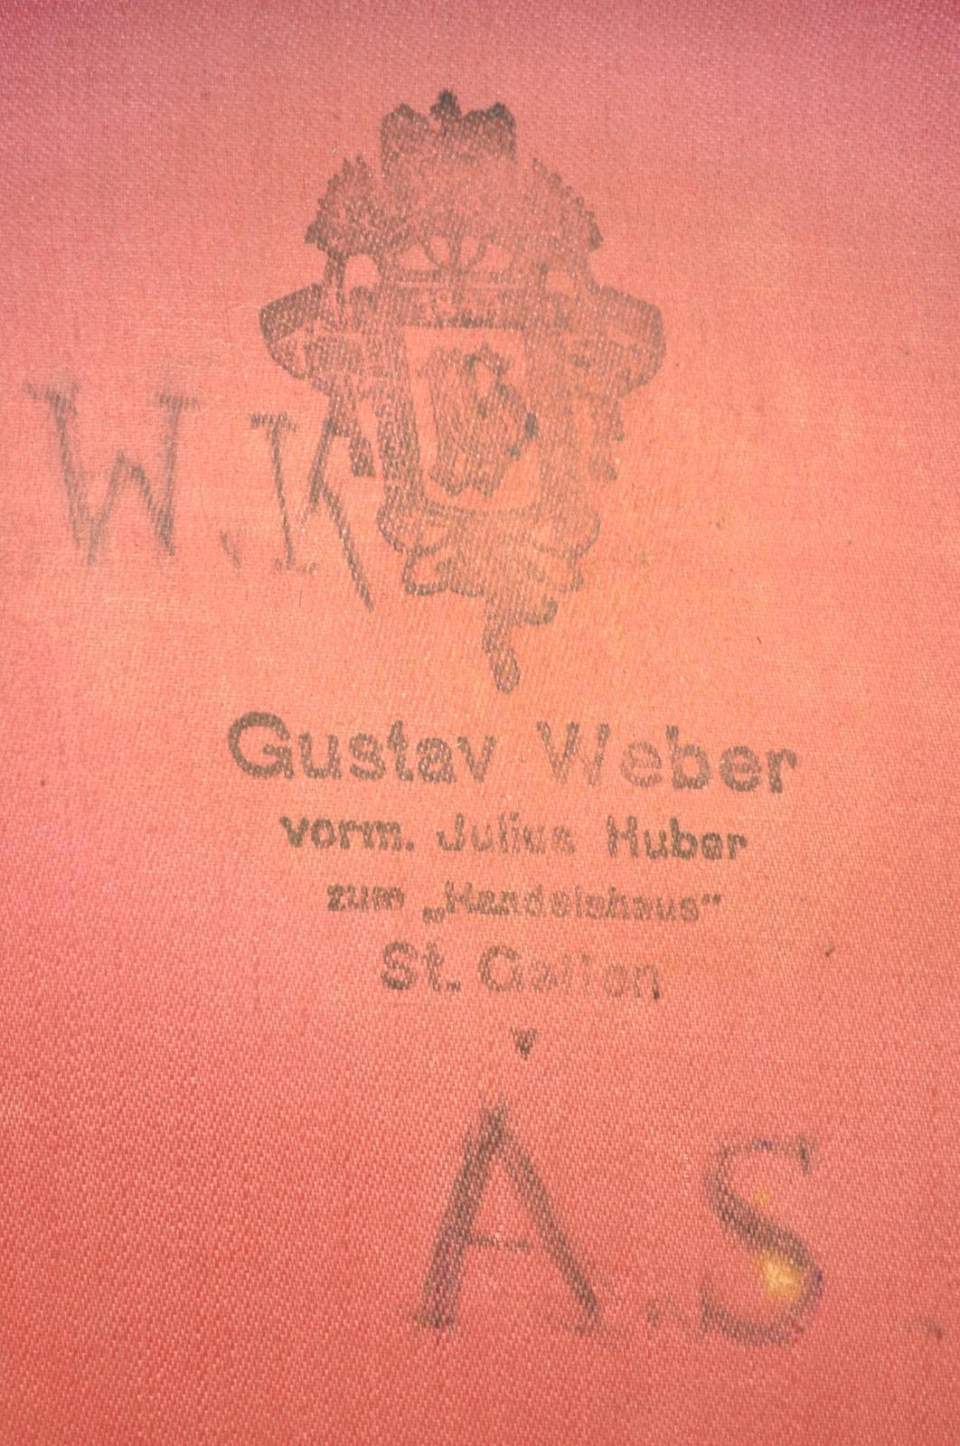 W.K
Gustav Weber
vorm. Julius Huber
zum „Handelshaus“
St. Gallen
A.S.